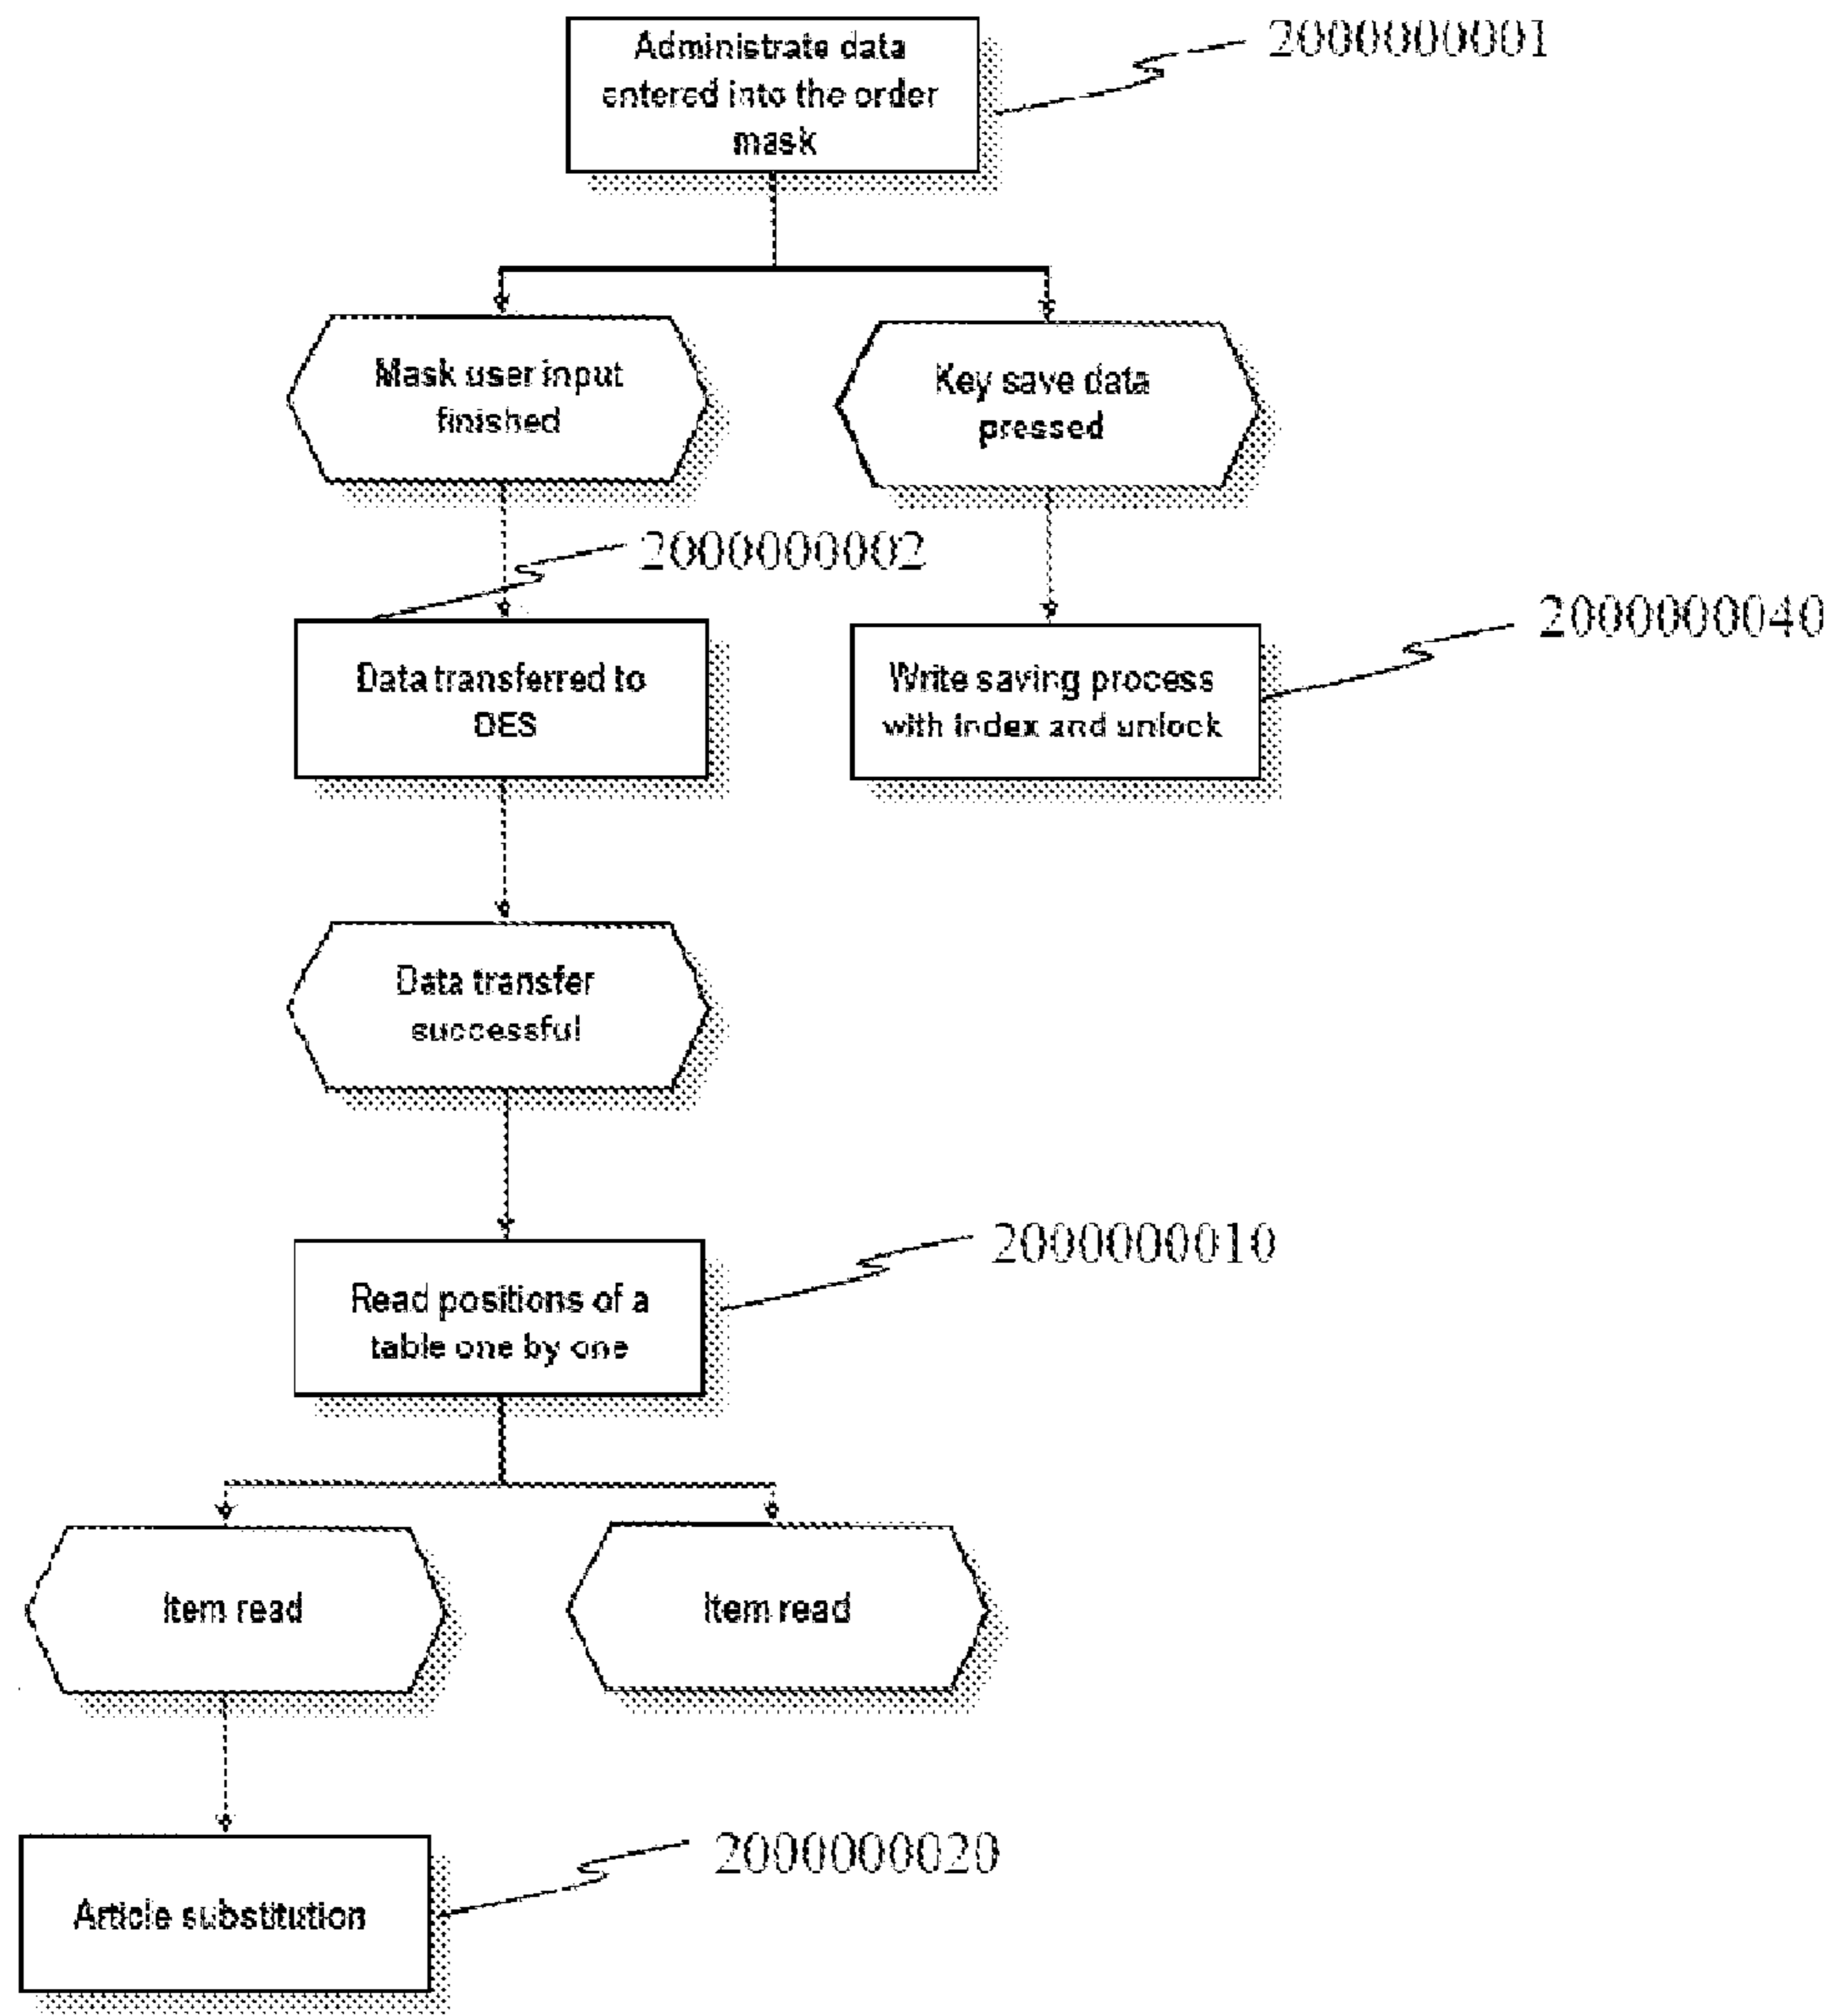 Administrate data
entered into the order
mask
2000000001
Mask user input
finished
Key save data
pressed
2000000002
2000000040
Data transferred to
OES
Write saving process
with index and unlock
Data transfer
successful
2000000010
Read positions of a
table one by one
Item read
Item read
2000000020
Article substitution